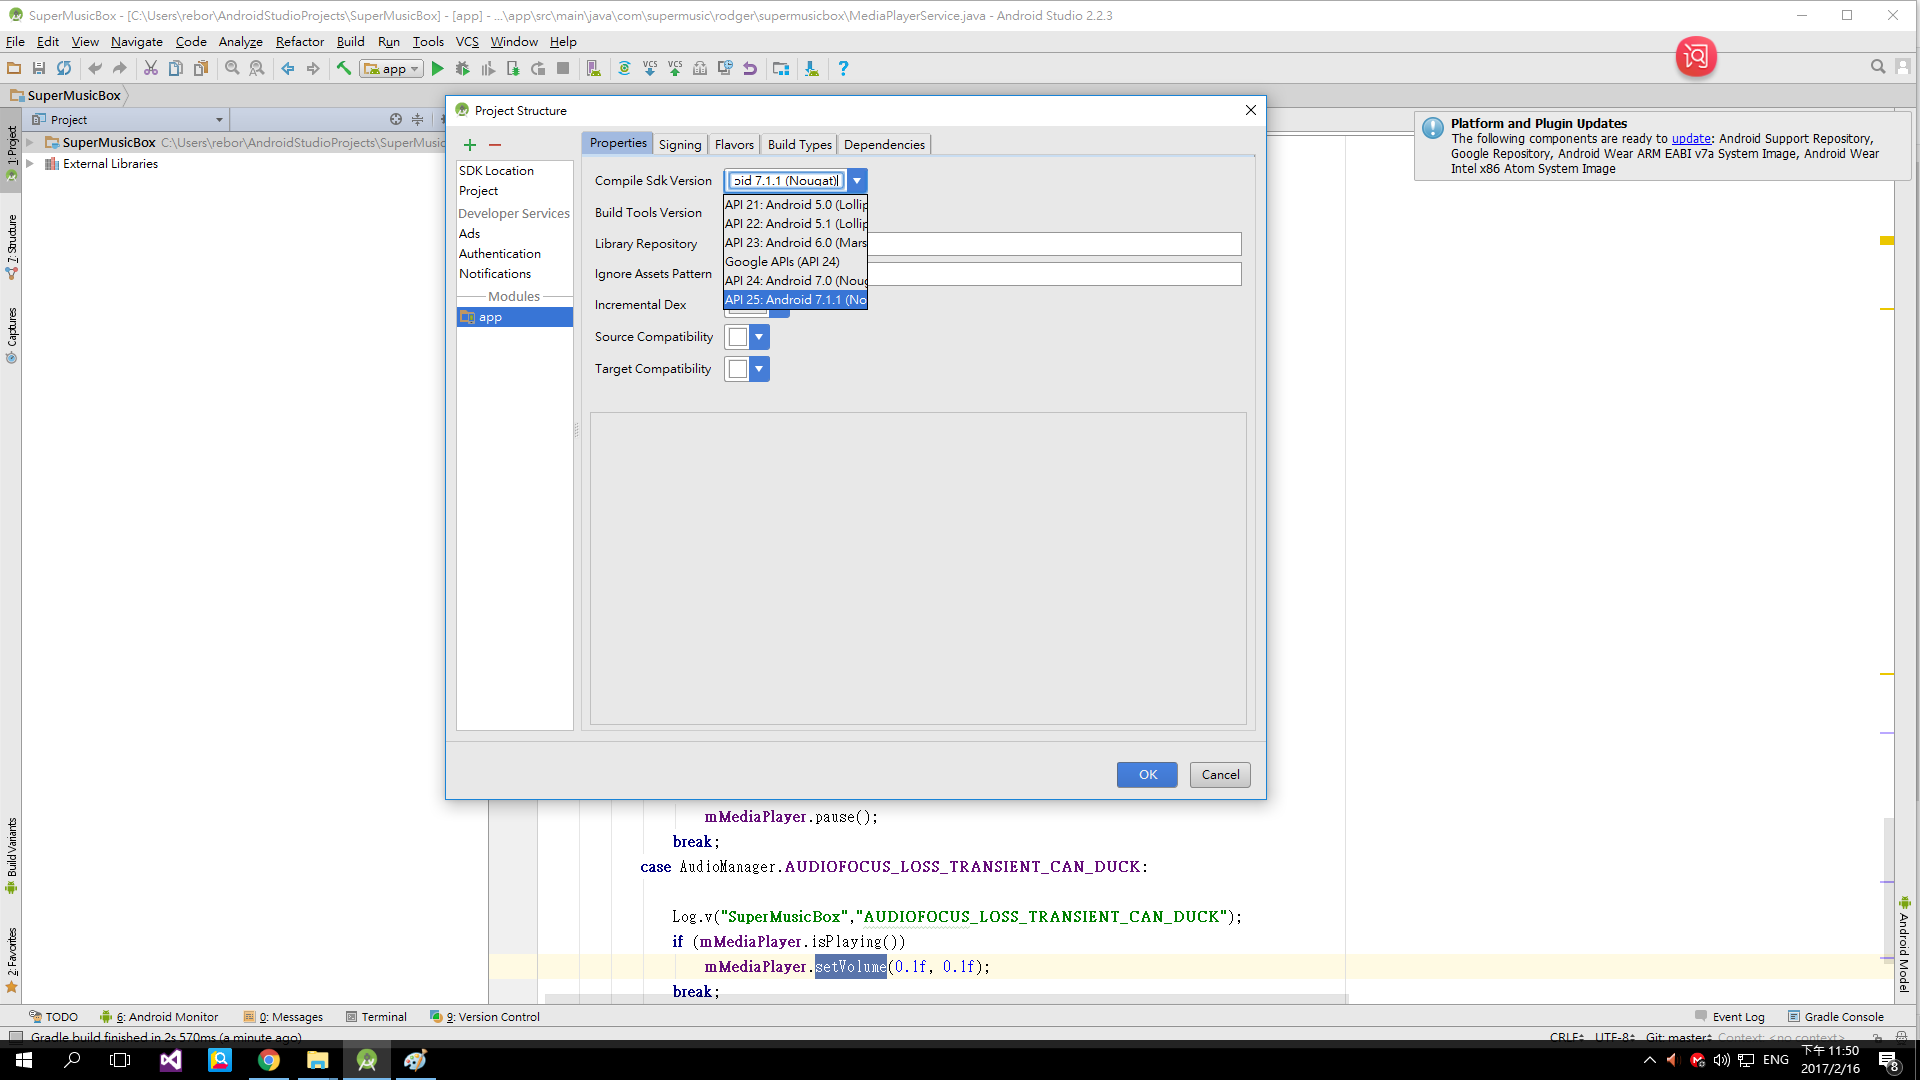 SuperMusicBox - [C:\Users\rebor\AndroidStudioProjects\SuperMusicBox] - [app] - ...\app\src\main\java\com\supermusic\rodger\supermusicbox\MediaPlayerService.java - Android Studio 2.2.3
File Edit View Navigate Code Analyze Refactor Build Run Tools VCS Window Help
app
VCS VCS
SuperMusicBox
Project
SuperMusicBox C:\Users\rebor\AndroidStudioProjects\SuperMusic
External Libraries
1: Project
7: Structure
Captures
Build Variants
2: Favorites
Project Structure
SDK Location
Project
Developer Services
Ads
Authentication
Notifications
Modules
app
Properties Signing Flavors Build Types Dependencies
Compile Sdk Version oid 7.1.1 (Nougat)
API 21: Android 5.0 (Lollip
API 22: Android 5.1 (Lollip
API 23: Android 6.0 (Mars
Google APIs (API 24)
API 24: Android 7.0 (Noug
API 25: Android 7.1.1 (No
Build Tools Version
Library Repository
Ignore Assets Pattern
Incremental Dex
Source Compatibility
Target Compatibility
OK Cancel
Platform and Plugin Updates
The following components are ready to update: Android Support Repository,
Google Repository, Android Wear ARM EABI v7a System Image, Android Wear
Intel x86 Atom System Image
mMediaPlayer.pause();
break;
case AudioManager.AUDIOFOCUS_LOSS_TRANSIENT_CAN_DUCK:
Log.v("SuperMusicBox","AUDIOFOCUS_LOSS_TRANSIENT_CAN_DUCK");
if (mMediaPlayer.isPlaying())
mMediaPlayer.setVolume(0.1f, 0.1f);
break;
Android Model
TODO 6: Android Monitor 0: Messages Terminal 9: Version Control Event Log Gradle Console
Gradle build finished in 2s 570ms (a minute ago) CRLF UTF-8 Git: master Context: <no context>
ENG
下午 11:50
2017/2/16
8